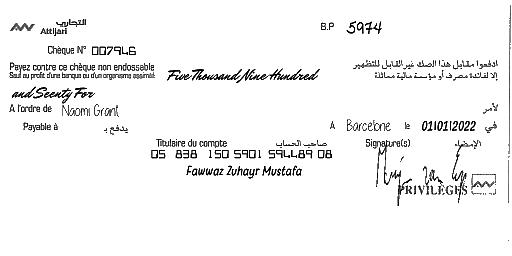 التجاري
Attijari
B.P 5974
Chèque N° 007946
Payez contre ce chèque non endossable
Sauf au profit d'une banque ou d'un organisme assimilé
Five Thousand Nine Hundred
ادفعوا مقابل هذا الصك غير القابل للتظهير
إلا لفائدة مصرف أو مؤسسة مالية مماثلة
and Seenty For
A l'ordre de Naomi Grant
لأمر
Payable à
يدفع بـ
A Barcelone le 01/01/2022 في
Titulaire du compte صاحب الحساب
Signature(s) الإمضاء
05 838 150 5901 594489 08
Fawwaz Zuhayr Mustafa
PRIVILÈGES